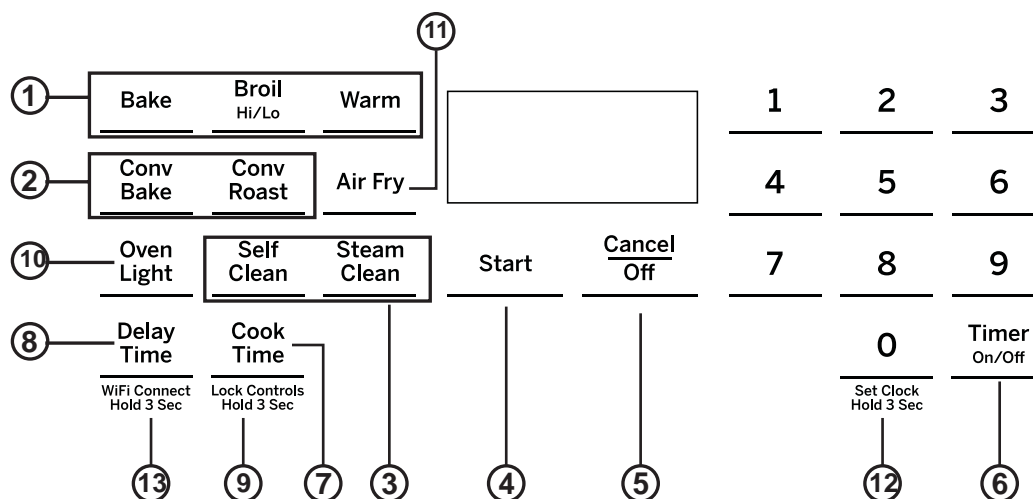 11
1
Bake
Broil
Hi/Lo
Warm
1
2
3
2
Conv
Bake
Conv
Roast
Air Fry
4
5
6
10
Oven
Light
Self
Clean
Steam
Clean
Start
Cancel
Off
7
8
9
8
Delay
Time
Cook
Time
0
Timer
On/Off
WiFi Connect
Hold 3 Sec
Lock Controls
Hold 3 Sec
Set Clock
Hold 3 Sec
13
9
7
3
4
5
12
6